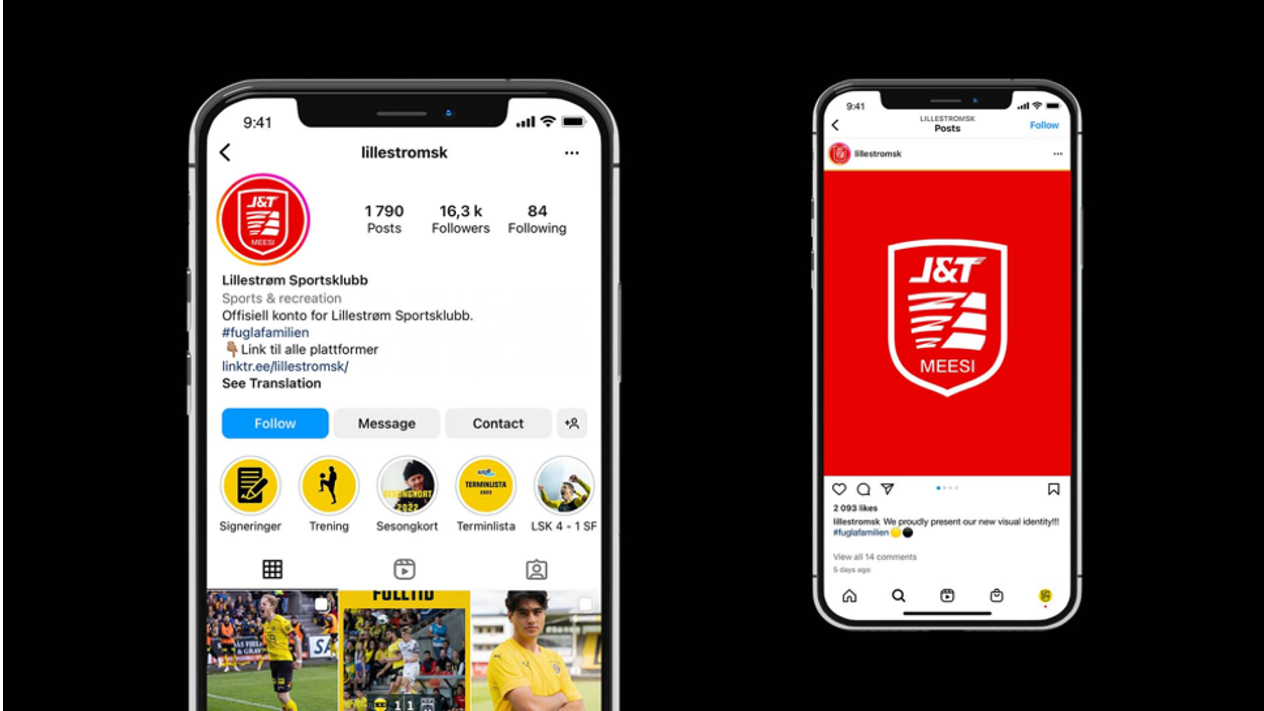 9:41
lillestromsk
J&T
MEESI
1 790 16,3 k 84
Posts Followers Following
Lillestrøm Sportsklubb
Sports & recreation
Offisiell konto for Lillestrøm Sportsklubb.
#fuglafamilien
Link til alle plattformer
linktr.ee/lillestromsk/
See Translation
Follow Message Contact
TERMINLISTA
2022
SESONGKORT
2022
Signeringer Trening Sesongkort Terminlista LSK 4 - 1 SF
FULLTID
1 1
9:41
LILLESTROMSK
Posts
Follow
lillestromsk
J&T
MEESI
2 093 likes
lillestromsk We proudly present our new visual identity!!!
#fuglafamilien
View all 14 comments
5 days ago